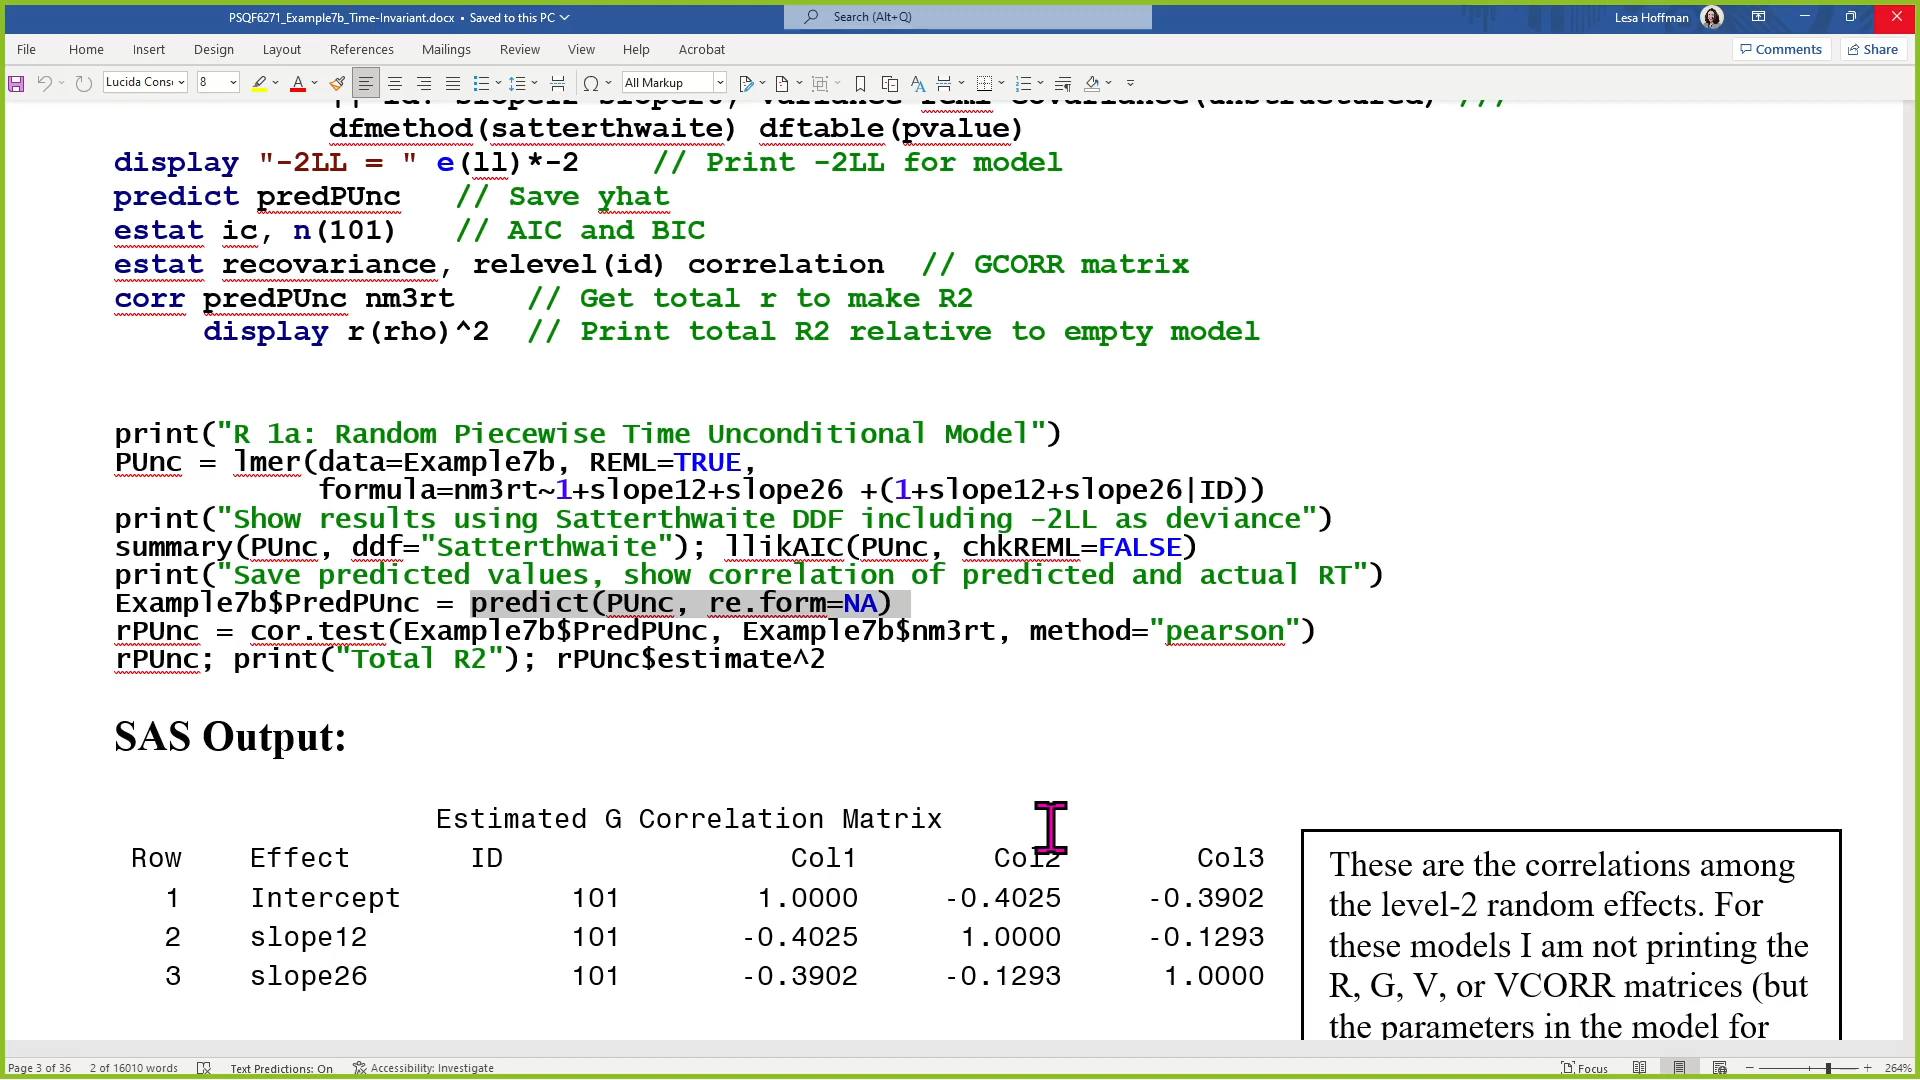 PSQF6271_Example7b_Time-Invariant.docx • Saved to this PC
Search (Alt+Q)
Lesa Hoffman
File Home Insert Design Layout References Mailings Review View Help Acrobat
Comments Share
Lucida Cons 8 All Markup
|| id: slope12 slope26, variance reml covariance(unstructured) ///
dfmethod(satterthwaite) dftable(pvalue)
display "-2LL = " e(ll)*-2 // Print -2LL for model
predict predPUnc // Save yhat
estat ic, n(101) // AIC and BIC
estat recovariance, relevel(id) correlation // GCORR matrix
corr predPUnc nm3rt // Get total r to make R2
display r(rho)^2 // Print total R2 relative to empty model
print("R 1a: Random Piecewise Time Unconditional Model")
PUnc = lmer(data=Example7b, REML=TRUE,
formula=nm3rt~1+slope12+slope26 +(1+slope12+slope26|ID))
print("Show results using Satterthwaite DDF including -2LL as deviance")
summary(PUnc, ddf="Satterthwaite"); llikAIC(PUnc, chkREML=FALSE)
print("Save predicted values, show correlation of predicted and actual RT")
Example7b$PredPUnc = predict(PUnc, re.form=NA)
rPUnc = cor.test(Example7b$PredPUnc, Example7b$nm3rt, method="pearson")
rPUnc; print("Total R2"); rPUnc$estimate^2
SAS Output:
Estimated G Correlation Matrix
Row Effect ID Col1 Col2 Col3
1 Intercept 101 1.0000 -0.4025 -0.3902
2 slope12 101 -0.4025 1.0000 -0.1293
3 slope26 101 -0.3902 -0.1293 1.0000
These are the correlations among
the level-2 random effects. For
these models I am not printing the
R, G, V, or VCORR matrices (but
the parameters in the model for
Page 3 of 36 2 of 16010 words Text Predictions: On Accessibility: Investigate Focus 264%